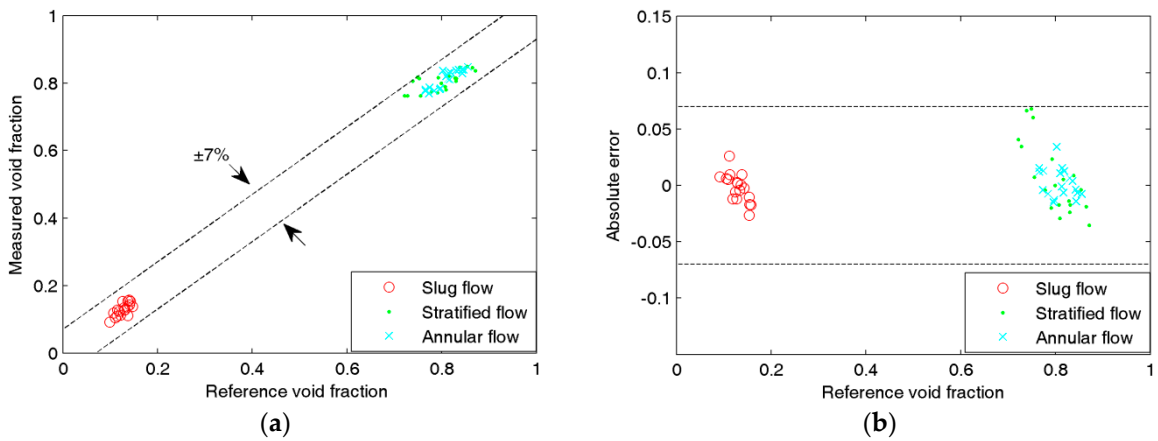 Measured void fraction
1
0.8
0.6
0.4
0.2
0
±7%
Slug flow
Stratified flow
Annular flow
0 0.2 0.4 0.6 0.8 1
Reference void fraction
(a)
Absolute error
0.15
0.1
0.05
0
-0.05
-0.1
Slug flow
Stratified flow
Annular flow
0 0.2 0.4 0.6 0.8 1
Reference void fraction
(b)